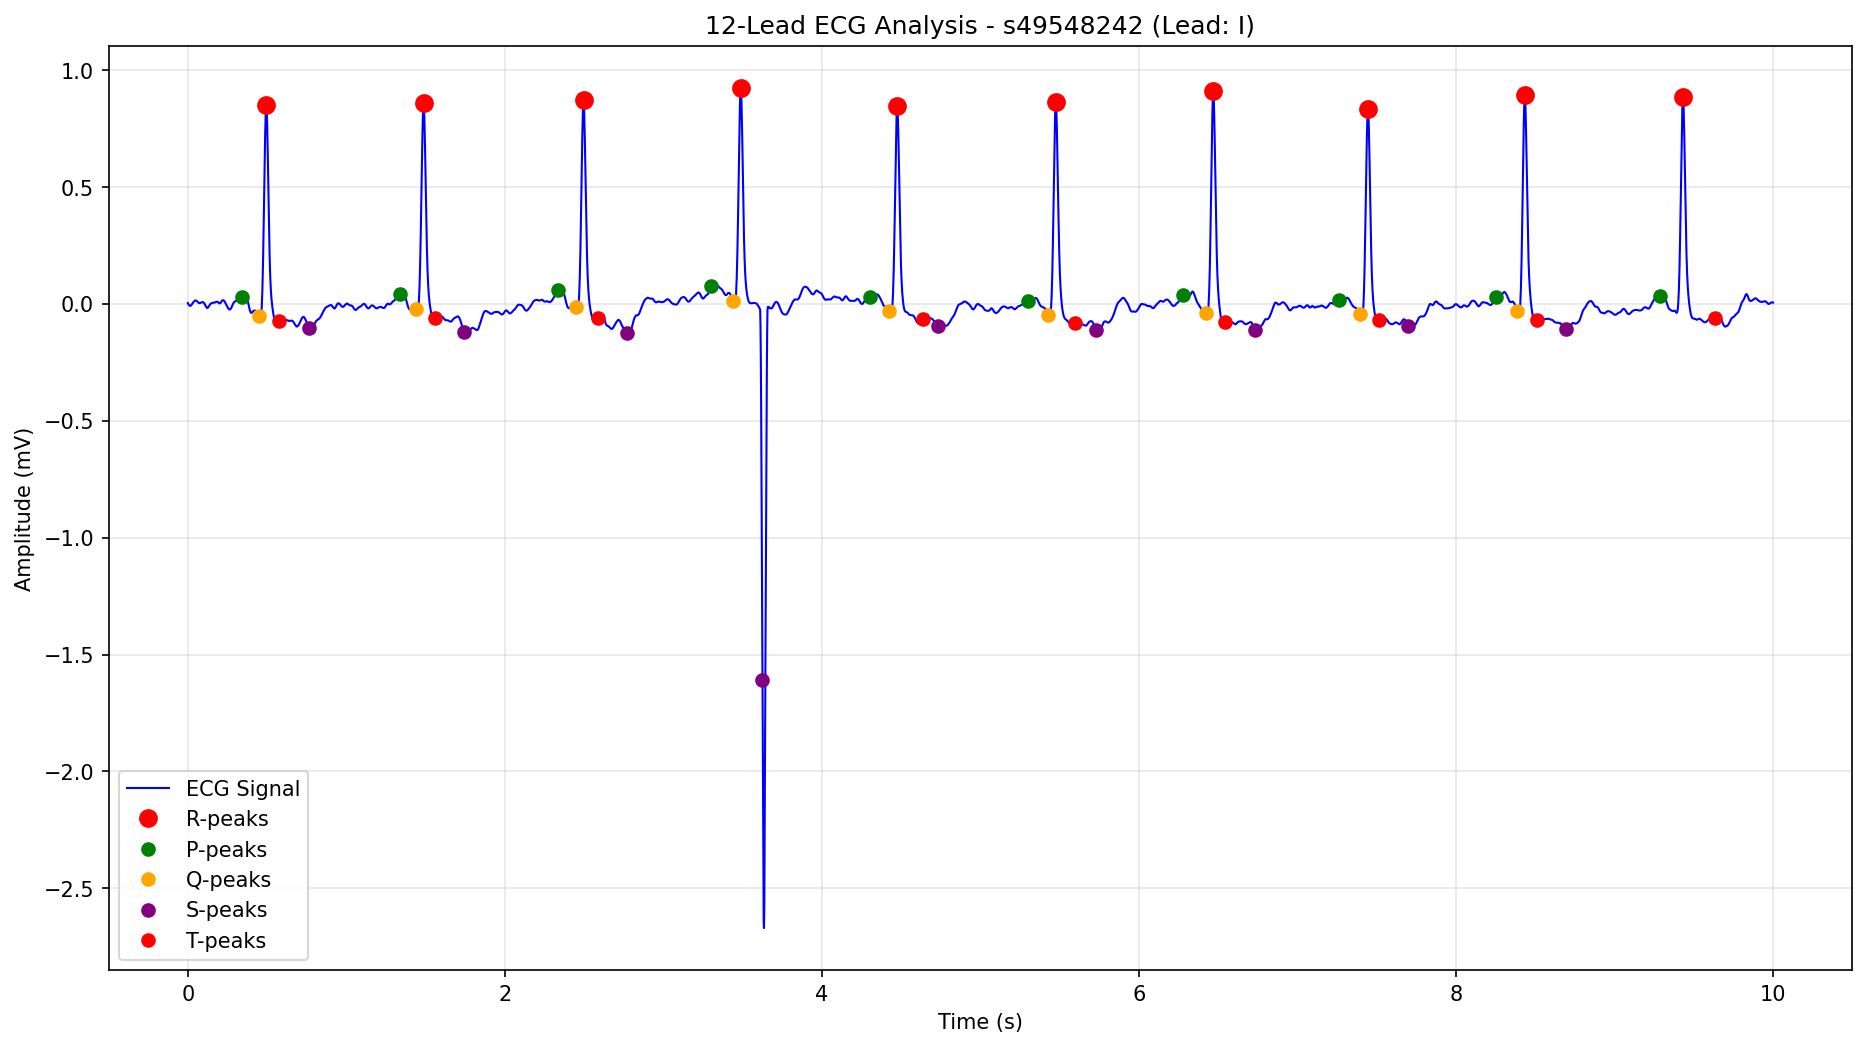 12-Lead ECG Analysis - s49548242 (Lead: I)
1.0
0.5
0.0
−0.5
−1.0
−1.5
−2.0
−2.5
Amplitude (mV)
ECG Signal
R-peaks
P-peaks
Q-peaks
S-peaks
T-peaks
0 2 4 6 8 10
Time (s)